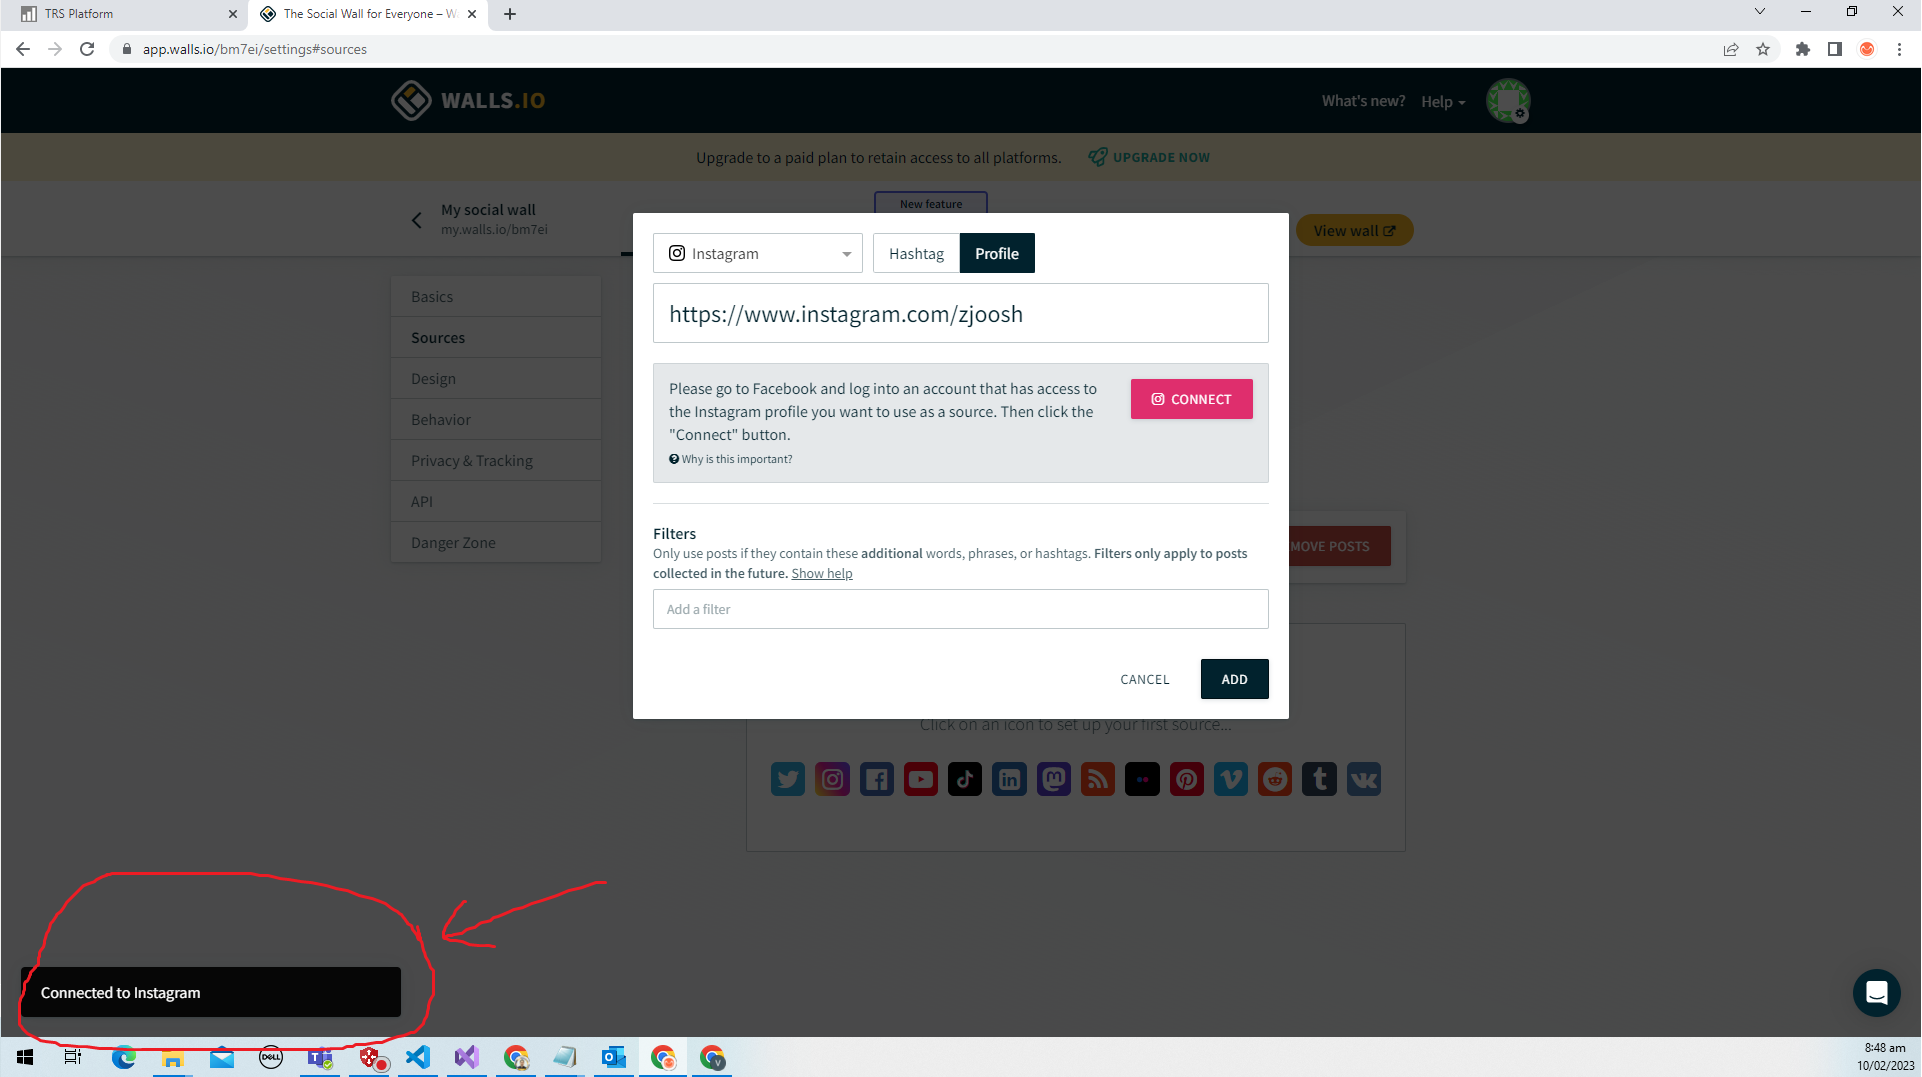 TRS Platform
The Social Wall for Everyone – W
app.walls.io/bm7ei/settings#sources
WALLS.IO
What's new?
Help
Upgrade to a paid plan to retain access to all platforms.
UPGRADE NOW
My social wall
my.walls.io/bm7ei
New feature
View wall
Basics
Sources
Design
Behavior
Privacy & Tracking
API
Danger Zone
Instagram
Hashtag
Profile
https://www.instagram.com/zjoosh
Please go to Facebook and log into an account that has access to
the Instagram profile you want to use as a source. Then click the
"Connect" button.
CONNECT
Why is this important?
Filters
Only use posts if they contain these additional words, phrases, or hashtags. Filters only apply to posts
collected in the future. Show help
Add a filter
CANCEL
ADD
MOVE POSTS
Click on an icon to set up your first source...
Connected to Instagram
DELL
8:48 am
10/02/2023